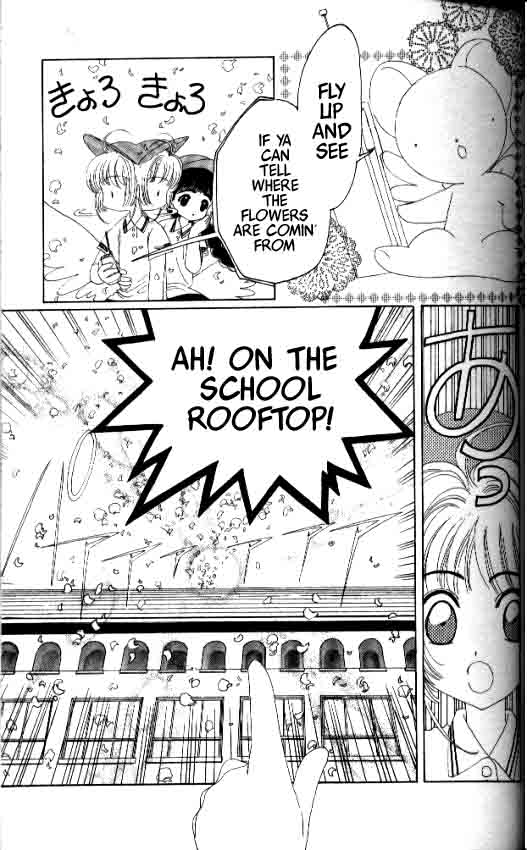 FLY
UP
AND
SEE
IF YA
CAN
TELL
WHERE
THE
FLOWERS
ARE COMIN'
FROM
きょろ きょろ
あっ
AH! ON THE
SCHOOL
ROOFTOP!